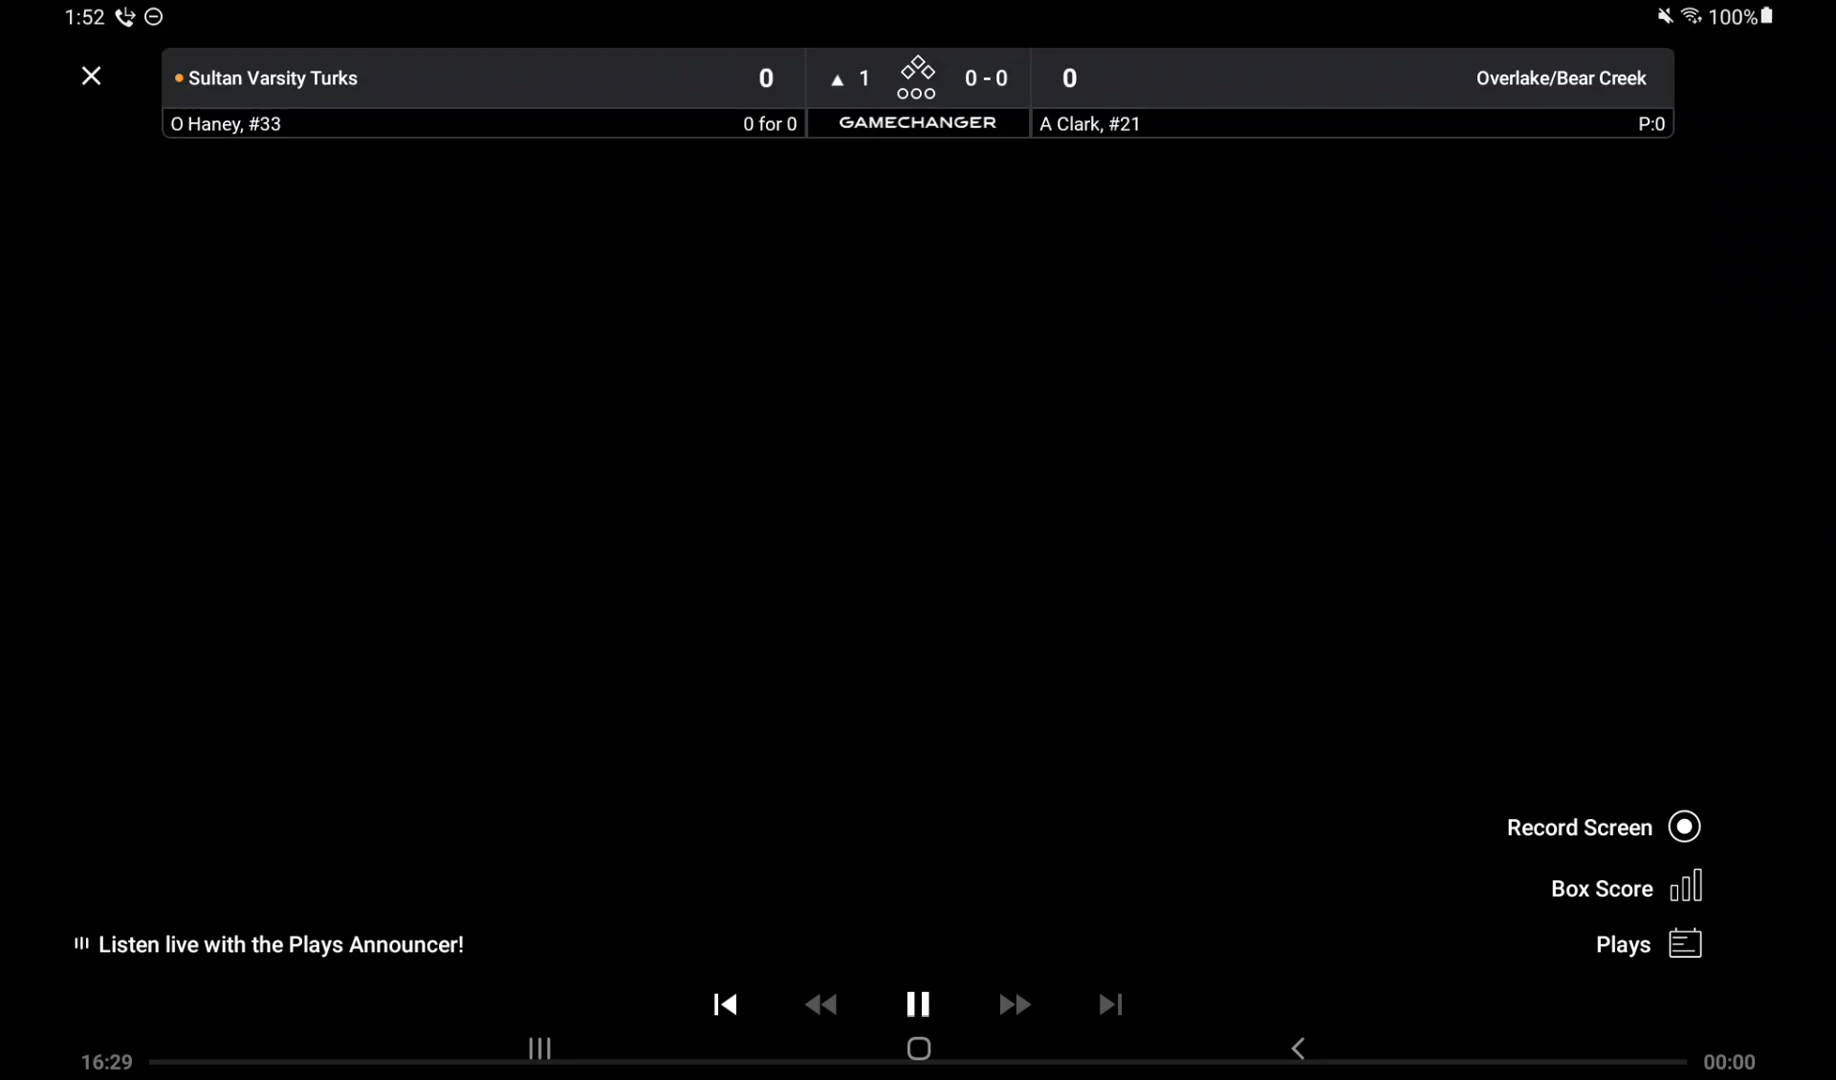 1:52
100%
Sultan Varsity Turks 0 ▲ 1 0 - 0 0 Overlake/Bear Creek
O Haney, #33 0 for 0 GAMECHANGER A Clark, #21 P:0
Record Screen
Box Score
Listen live with the Plays Announcer!
Plays
16:29 00:00